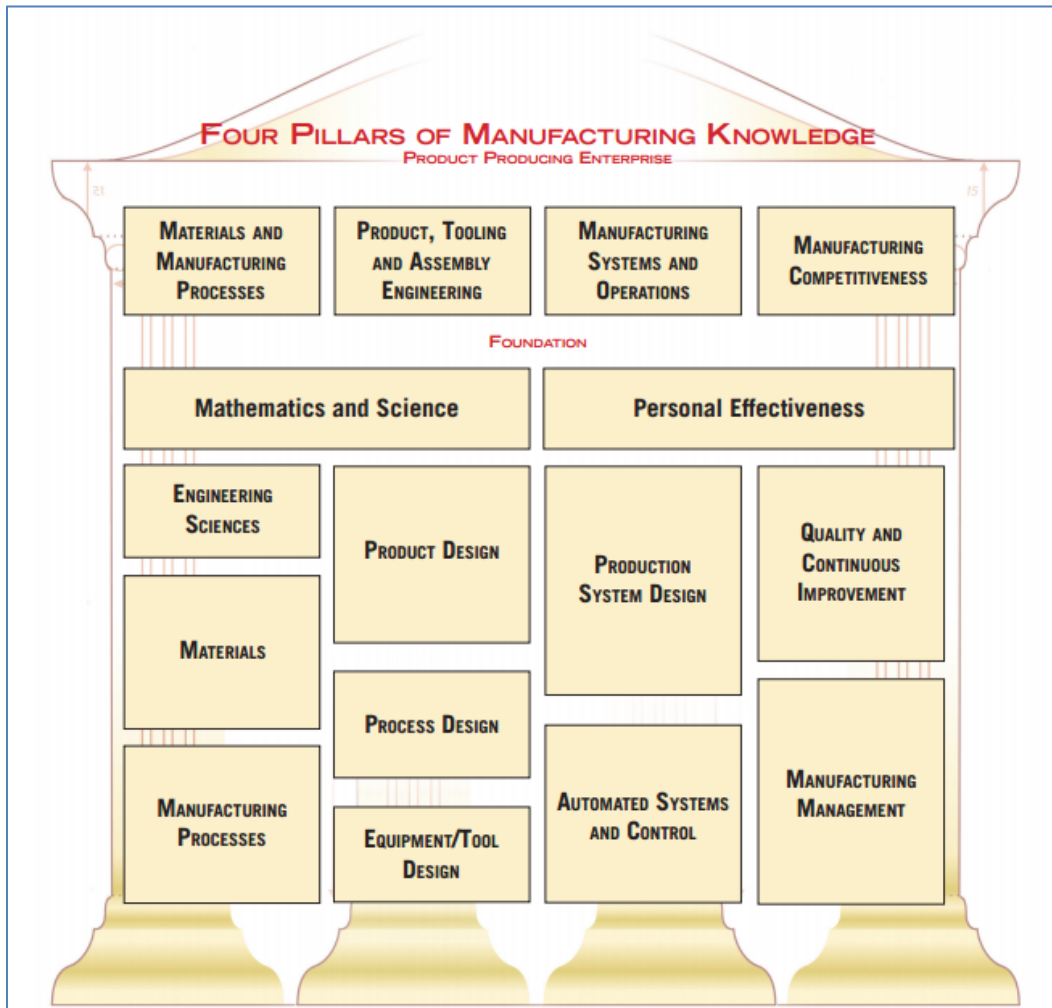 Four Pillars of Manufacturing Knowledge
Product Producing Enterprise
15
15
Materials and
Manufacturing
Processes
Product, Tooling
and Assembly
Engineering
Manufacturing
Systems and
Operations
Manufacturing
Competitiveness
Foundation
Mathematics and Science
Personal Effectiveness
Engineering
Sciences
Materials
Manufacturing
Processes
Product Design
Process Design
Equipment/Tool
Design
Production
System Design
Automated Systems
and Control
Quality and
Continuous
Improvement
Manufacturing
Management